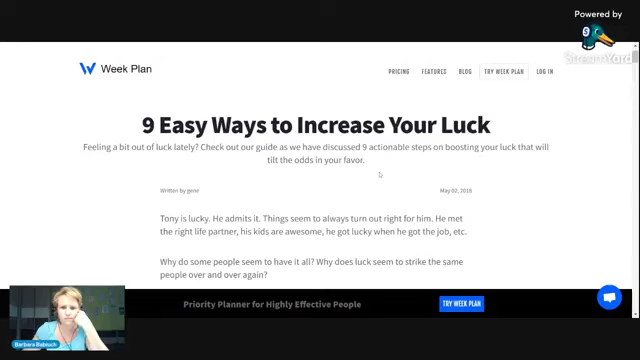 Powered by
StreamYard
Week Plan
PRICING FEATURES BLOG TRY WEEK PLAN LOG IN
9 Easy Ways to Increase Your Luck
Feeling a bit out of luck lately? Check out our guide as we have discussed 9 actionable steps on boosting your luck that will
tilt the odds in your favor.
Written by gene May 02, 2016
Tony is lucky. He admits it. Things seem to always turn out right for him. He met
the right life partner, his kids are awesome, he got lucky when he got the job, etc.
Why do some people seem to have it all? Why does luck seem to strike the same
people over and over again?
Priority Planner for Highly Effective People TRY WEEK PLAN
Barbara Babiuch